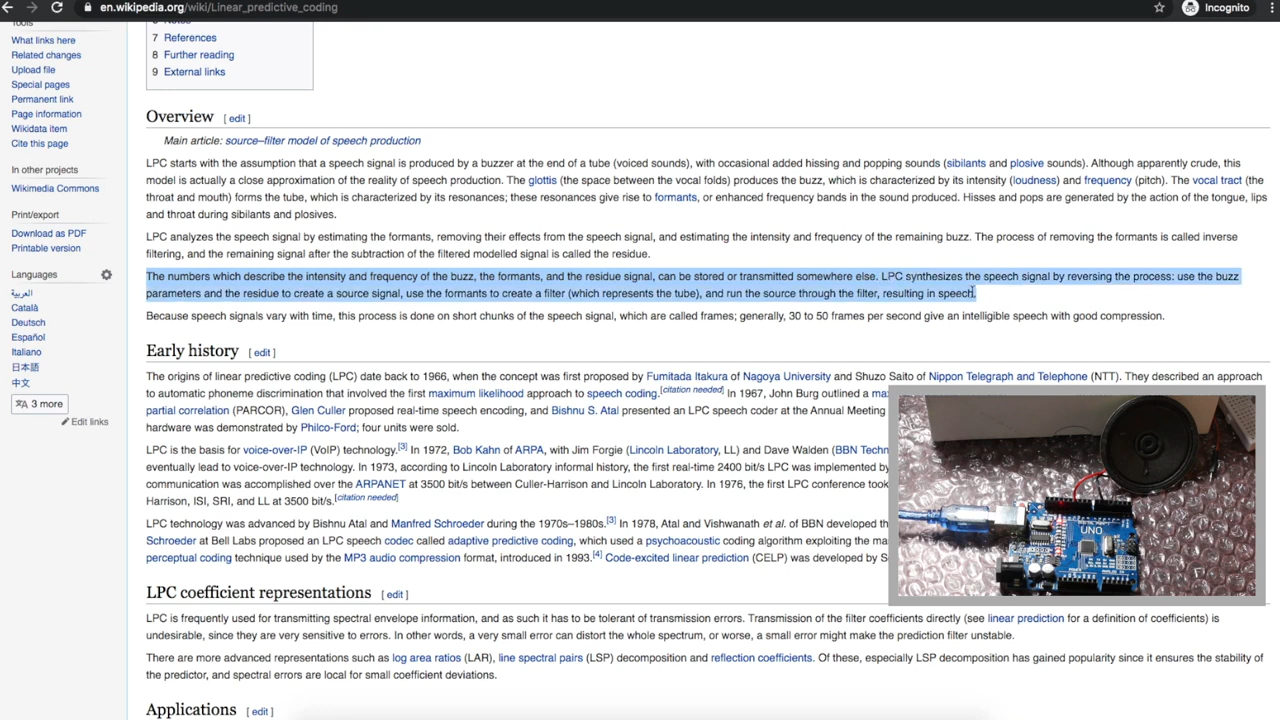 en.wikipedia.org/wiki/Linear_predictive_coding
Incognito
Tools
What links here
Related changes
Upload file
Special pages
Permanent link
Page information
Wikidata item
Cite this page
In other projects
Wikimedia Commons
Print/export
Download as PDF
Printable version
Languages
العربية
Català
Deutsch
Español
Italiano
日本語
中文
3 more
Edit links
6 Notes
7 References
8 Further reading
9 External links
Overview [ edit ]
Main article: source–filter model of speech production
LPC starts with the assumption that a speech signal is produced by a buzzer at the end of a tube (voiced sounds), with occasional added hissing and popping sounds (sibilants and plosive sounds). Although apparently crude, this
model is actually a close approximation of the reality of speech production. The glottis (the space between the vocal folds) produces the buzz, which is characterized by its intensity (loudness) and frequency (pitch). The vocal tract (the
throat and mouth) forms the tube, which is characterized by its resonances; these resonances give rise to formants, or enhanced frequency bands in the sound produced. Hisses and pops are generated by the action of the tongue, lips
and throat during sibilants and plosives.
LPC analyzes the speech signal by estimating the formants, removing their effects from the speech signal, and estimating the intensity and frequency of the remaining buzz. The process of removing the formants is called inverse
filtering, and the remaining signal after the subtraction of the filtered modelled signal is called the residue.
The numbers which describe the intensity and frequency of the buzz, the formants, and the residue signal, can be stored or transmitted somewhere else. LPC synthesizes the speech signal by reversing the process: use the buzz
parameters and the residue to create a source signal, use the formants to create a filter (which represents the tube), and run the source through the filter, resulting in speech.
Because speech signals vary with time, this process is done on short chunks of the speech signal, which are called frames; generally, 30 to 50 frames per second give an intelligible speech with good compression.
Early history [ edit ]
The origins of linear predictive coding (LPC) date back to 1966, when the concept was first proposed by Fumitada Itakura of Nagoya University and Shuzo Saito of Nippon Telegraph and Telephone (NTT). They described an approach
to automatic phoneme discrimination that involved the first maximum likelihood approach to speech coding.[citation needed] In 1967, John Burg outlined a
partial correlation (PARCOR), Glen Culler proposed real-time speech encoding, and Bishnu S. Atal presented an LPC speech coder at the Annual Meeting
hardware was demonstrated by Philco-Ford; four units were sold.
LPC is the basis for voice-over-IP (VoIP) technology.[3] In 1972, Bob Kahn of ARPA, with Jim Forgie (Lincoln Laboratory, LL) and Dave Walden (BBN Techn
eventually lead to voice-over-IP technology. In 1973, according to Lincoln Laboratory informal history, the first real-time 2400 bit/s LPC was implemented by
communication was accomplished over the ARPANET at 3500 bit/s between Culler-Harrison and Lincoln Laboratory. In 1976, the first LPC conference took
Harrison, ISI, SRI, and LL at 3500 bit/s.[citation needed]
LPC technology was advanced by Bishnu Atal and Manfred Schroeder during the 1970s–1980s.[3] In 1978, Atal and Vishwanath et al. of BBN developed the
Schroeder at Bell Labs proposed an LPC speech codec called adaptive predictive coding, which used a psychoacoustic coding algorithm exploiting the ma
perceptual coding technique used by the MP3 audio compression format, introduced in 1993.[4] Code-excited linear prediction (CELP) was developed by
UNO
LPC coefficient representations [ edit ]
LPC is frequently used for transmitting spectral envelope information, and as such it has to be tolerant of transmission errors. Transmission of the filter coefficients directly (see linear prediction for a definition of coefficients) is
undesirable, since they are very sensitive to errors. In other words, a very small error can distort the whole spectrum, or worse, a small error might make the prediction filter unstable.
There are more advanced representations such as log area ratios (LAR), line spectral pairs (LSP) decomposition and reflection coefficients. Of these, especially LSP decomposition has gained popularity since it ensures the stability of
the predictor, and spectral errors are local for small coefficient deviations.
Applications [ edit ]